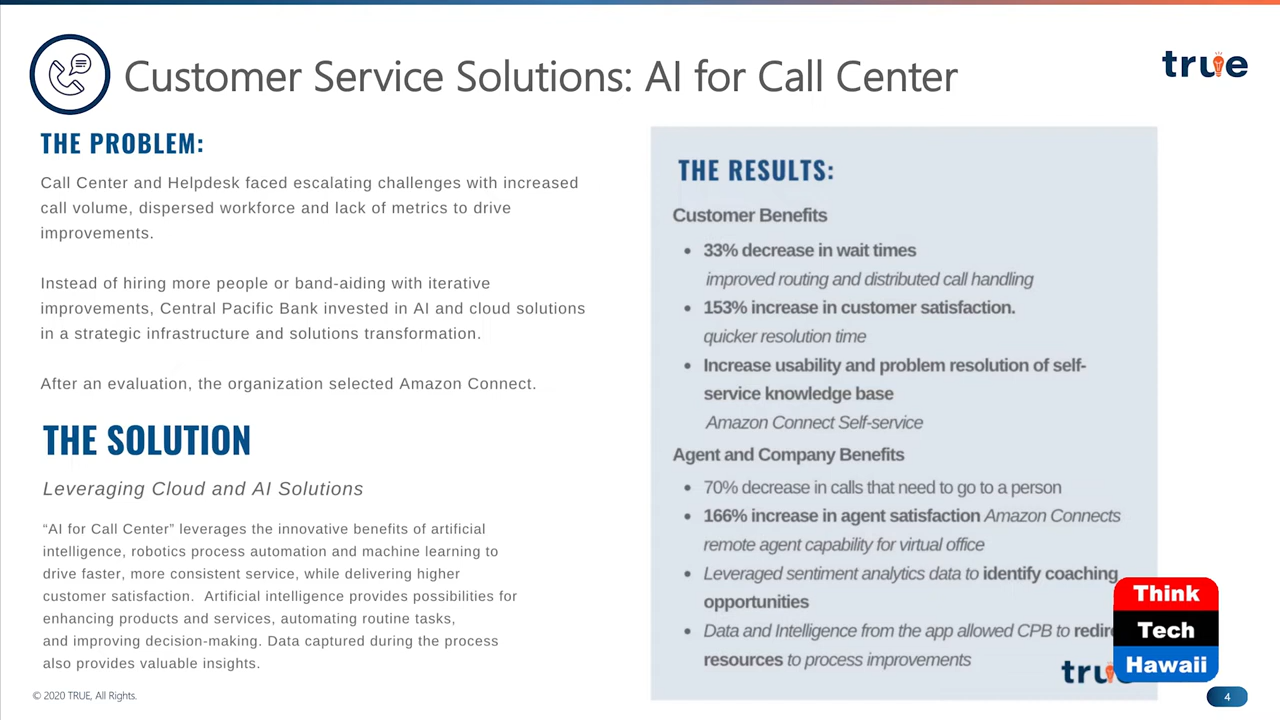 Customer Service Solutions: AI for Call Center
true
THE PROBLEM:
Call Center and Helpdesk faced escalating challenges with increased
call volume, dispersed workforce and lack of metrics to drive
improvements.
Instead of hiring more people or band-aiding with iterative
improvements, Central Pacific Bank invested in AI and cloud solutions
in a strategic infrastructure and solutions transformation.
After an evaluation, the organization selected Amazon Connect.
THE SOLUTION
Leveraging Cloud and AI Solutions
“AI for Call Center” leverages the innovative benefits of artificial
intelligence, robotics process automation and machine learning to
drive faster, more consistent service, while delivering higher
customer satisfaction.  Artificial intelligence provides possibilities for
enhancing products and services, automating routine tasks,
and improving decision-making. Data captured during the process
also provides valuable insights.
THE RESULTS:
Customer Benefits
• 33% decrease in wait times
improved routing and distributed call handling
• 153% increase in customer satisfaction.
quicker resolution time
• Increase usability and problem resolution of self-
service knowledge base
Amazon Connect Self-service
Agent and Company Benefits
• 70% decrease in calls that need to go to a person
• 166% increase in agent satisfaction Amazon Connects
remote agent capability for virtual office
• Leveraged sentiment analytics data to identify coaching
opportunities
• Data and Intelligence from the app allowed CPB to
resources to process improvements
Think
Tech
Hawaii
© 2020 TRUE, All Rights.
4